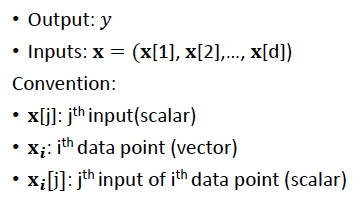 • Output: y
• Inputs: x = (x[1], x[2],…, x[d])
Convention:
• x[j]: jᵗʰ input(scalar)
• xᵢ: iᵗʰ data point (vector)
• xᵢ[j]: jᵗʰ input of iᵗʰ data point (scalar)